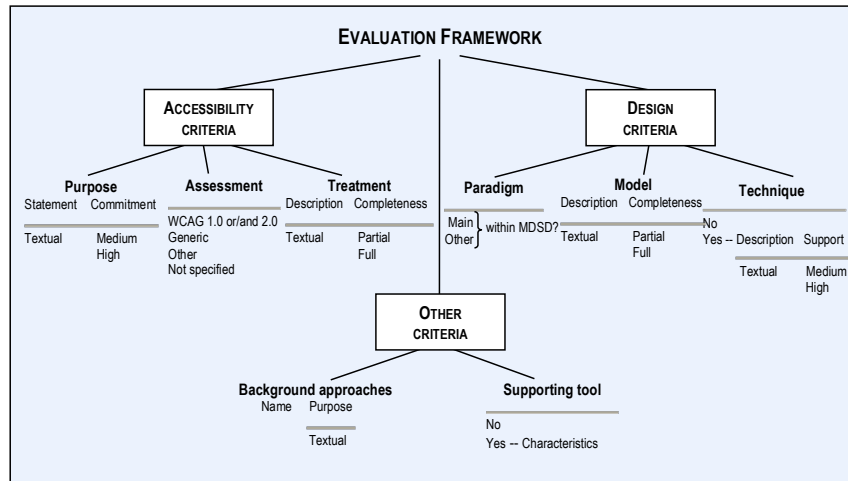 EVALUATION FRAMEWORK
ACCESSIBILITY
CRITERIA
Purpose
Statement Commitment
Textual Medium
High
Assessment
WCAG 1.0 or/and 2.0
Generic
Other
Not specified
Treatment
Description Completeness
Textual Partial
Full
DESIGN
CRITERIA
Paradigm
Main
Other
within MDSD?
Model
Description Completeness
Textual Partial
Full
Technique
No
Yes -- Description Support
Textual Medium
High
OTHER
CRITERIA
Background approaches
Name Purpose
Textual
Supporting tool
No
Yes -- Characteristics